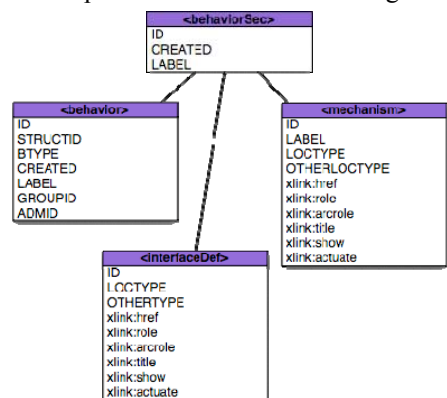 <behaviorSec>
ID
CREATED
LABEL
<behavior>
ID
STRUCTID
BTYPE
CREATED
LABEL
GROUPID
ADMID
<mechanism>
ID
LABEL
LOCTYPE
OTHERLOCTYPE
xlink:href
xlink:role
xlink:arcrole
xlink:title
xlink:show
xlink:actuate
<interfaceDef>
ID
LOCTYPE
OTHERTYPE
xlink:href
xlink:role
xlink:arcrole
xlink:title
xlink:show
xlink:actuate